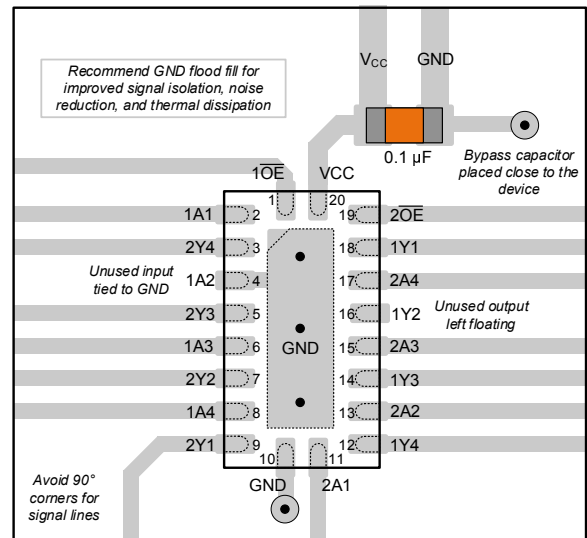 V_CC GND
Recommend GND flood fill for
improved signal isolation, noise
reduction, and thermal dissipation
0.1 µF
Bypass capacitor
placed close to the
device
1O̅E̅ VCC
1 20
1A1 2 19 2O̅E̅
2Y4 3 18 1Y1
Unused input
tied to GND
1A2 4 17 2A4
2Y3 5 16 1Y2
Unused output
left floating
GND
1A3 6 15 2A3
2Y2 7 14 1Y3
1A4 8 13 2A2
2Y1 9 12 1Y4
10 11
GND 2A1
Avoid 90°
corners for
signal lines